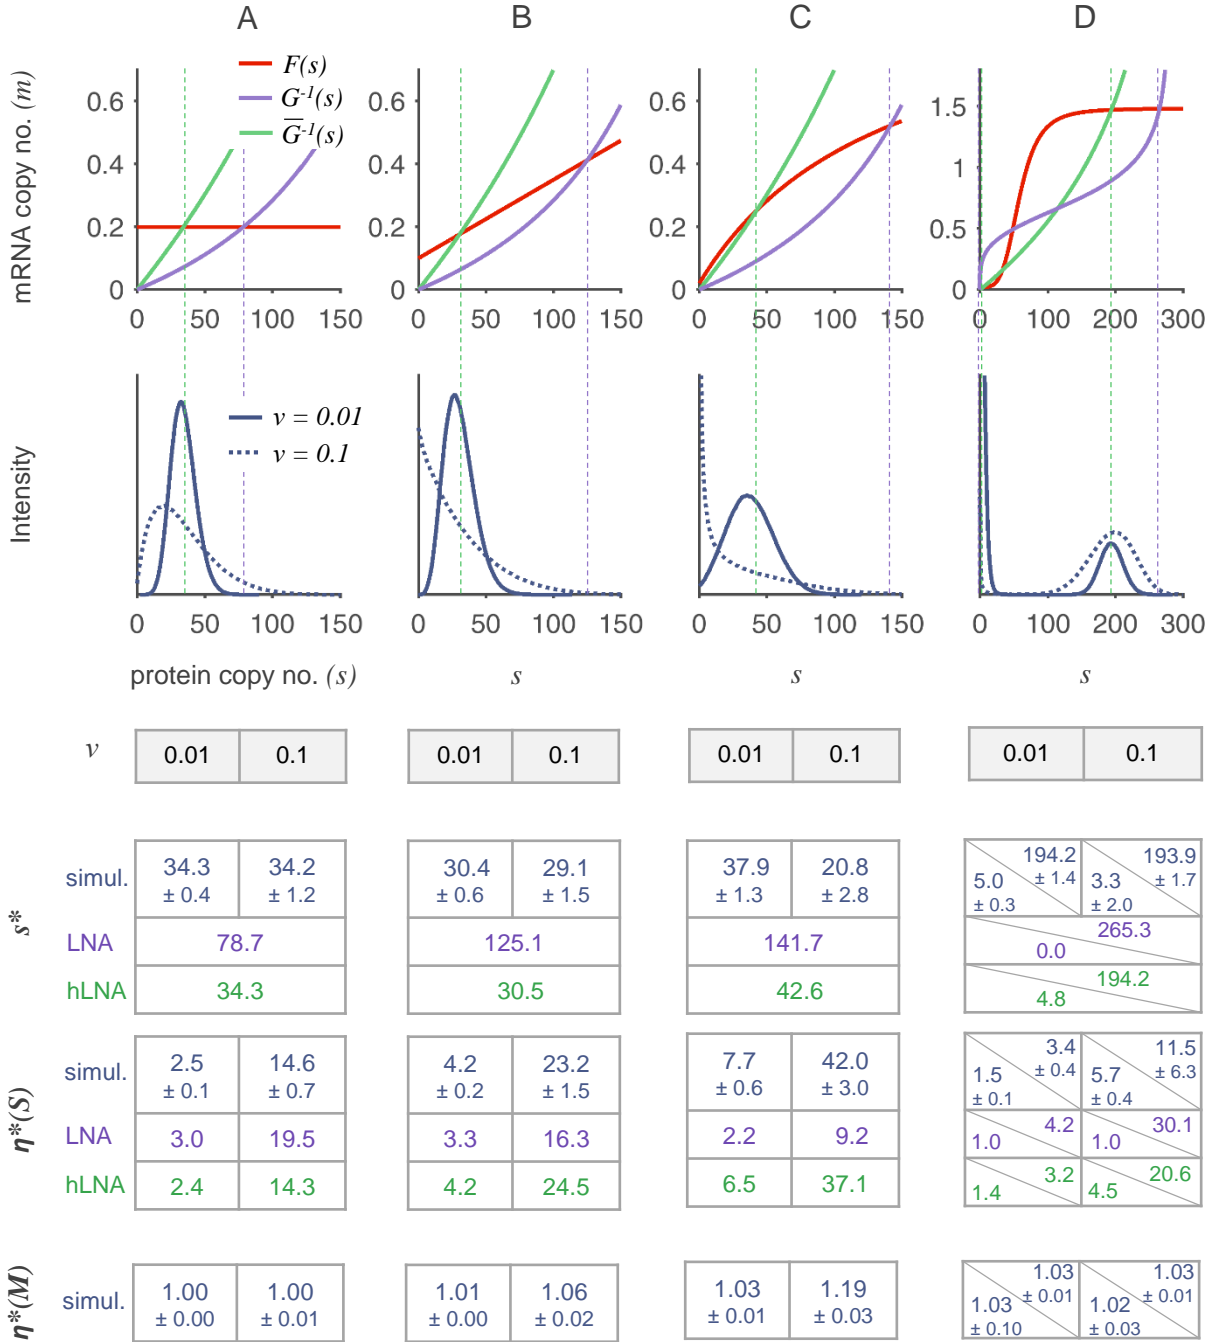 A B C D
mRNA copy no. (m)
F(s)
G⁻¹(s)
G̅⁻¹(s)
0.6 0.6 0.6 1.5
0.4 0.4 0.4 1
0.2 0.2 0.2 0.5
0 0 0 0
0 50 100 150 0 50 100 150 0 50 100 150 0 100 200 300
Intensity
v = 0.01
v = 0.1
0 50 100 150 0 50 100 150 0 50 100 150 0 100 200 300
protein copy no. (s) s s s
v 0.01 0.1 0.01 0.1 0.01 0.1 0.01 0.1
s*
simul. 34.3 34.2 30.4 29.1 37.9 20.8 194.2 193.9
± 0.4 ± 1.2 ± 0.6 ± 1.5 ± 1.3 ± 2.8 5.0 ± 1.4 3.3 ± 1.7
± 0.3 ± 2.0
LNA 78.7 125.1 141.7 265.3
0.0
hLNA 34.3 30.5 42.6 194.2
4.8
η*(S)
simul. 2.5 14.6 4.2 23.2 7.7 42.0 3.4 11.5
± 0.1 ± 0.7 ± 0.2 ± 1.5 ± 0.6 ± 3.0 1.5 ± 0.4 5.7 ± 6.3
± 0.1 ± 0.4
LNA 3.0 19.5 3.3 16.3 2.2 9.2 1.0 4.2 1.0 30.1
hLNA 2.4 14.3 4.2 24.5 6.5 37.1 1.4 3.2 4.5 20.6
η*(M)
simul. 1.00 1.00 1.01 1.06 1.03 1.19 1.03 1.03
± 0.00 ± 0.01 ± 0.00 ± 0.02 ± 0.01 ± 0.03 1.03 ± 0.01 1.02 ± 0.01
± 0.10 ± 0.03